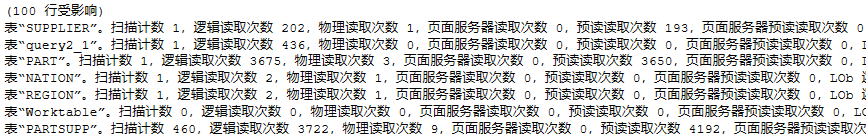 (100 行受影响)
表“SUPPLIER”。扫描计数 1，逻辑读取次数 202，物理读取次数 1，页面服务器读取次数 0，预读读取次数 193，页面服务器预读读取次数 0
表“query2_1”。扫描计数 1，逻辑读取次数 436，物理读取次数 0，页面服务器读取次数 0，预读读取次数 0，页面服务器预读读取次数 0，
表“PART”。扫描计数 1，逻辑读取次数 3675，物理读取次数 3，页面服务器读取次数 0，预读读取次数 3650，页面服务器预读读取次数 0，
表“NATION”。扫描计数 1，逻辑读取次数 2，物理读取次数 1，页面服务器读取次数 0，预读读取次数 0，页面服务器预读读取次数 0，LOb
表“REGION”。扫描计数 1，逻辑读取次数 2，物理读取次数 1，页面服务器读取次数 0，预读读取次数 0，页面服务器预读读取次数 0，LOb
表“Worktable”。扫描计数 0，逻辑读取次数 0，物理读取次数 0，页面服务器读取次数 0，预读读取次数 0，页面服务器预读读取次数 0，
表“PARTSUPP”。扫描计数 460，逻辑读取次数 3722，物理读取次数 9，页面服务器读取次数 0，预读读取次数 4192，页面服务器预读读取次数